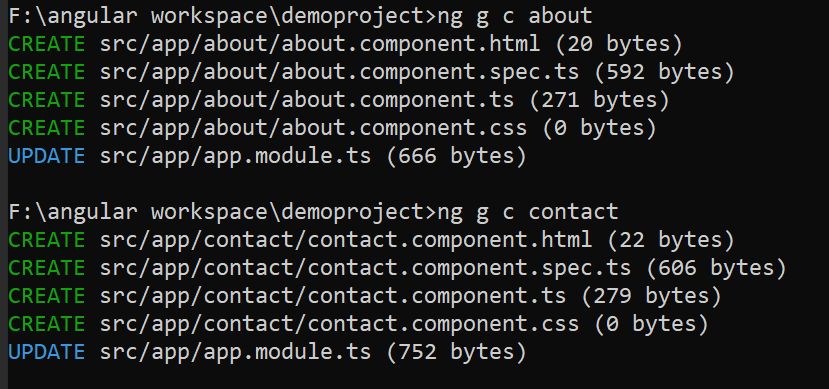 F:\angular workspace\demoproject>ng g c about
CREATE src/app/about/about.component.html (20 bytes)
CREATE src/app/about/about.component.spec.ts (592 bytes)
CREATE src/app/about/about.component.ts (271 bytes)
CREATE src/app/about/about.component.css (0 bytes)
UPDATE src/app/app.module.ts (666 bytes)
F:\angular workspace\demoproject>ng g c contact
CREATE src/app/contact/contact.component.html (22 bytes)
CREATE src/app/contact/contact.component.spec.ts (606 bytes)
CREATE src/app/contact/contact.component.ts (279 bytes)
CREATE src/app/contact/contact.component.css (0 bytes)
UPDATE src/app/app.module.ts (752 bytes)